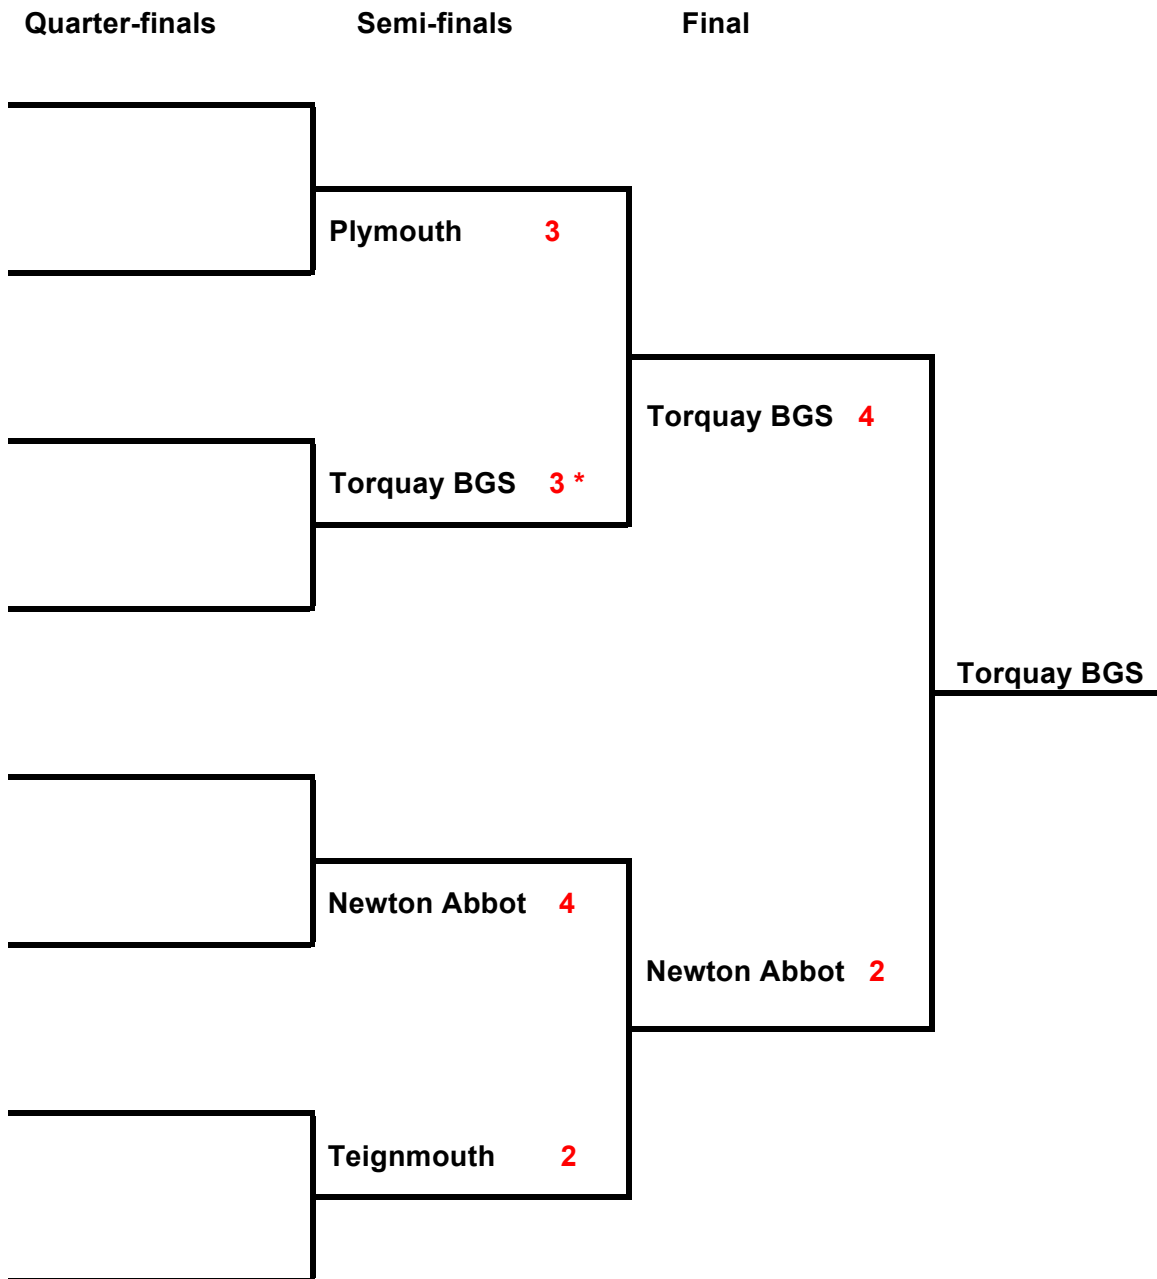 Quarter-finals Semi-finals Final
Plymouth 3
Torquay BGS 4
Torquay BGS 3 *
Torquay BGS
Newton Abbot 4
Newton Abbot 2
Teignmouth 2